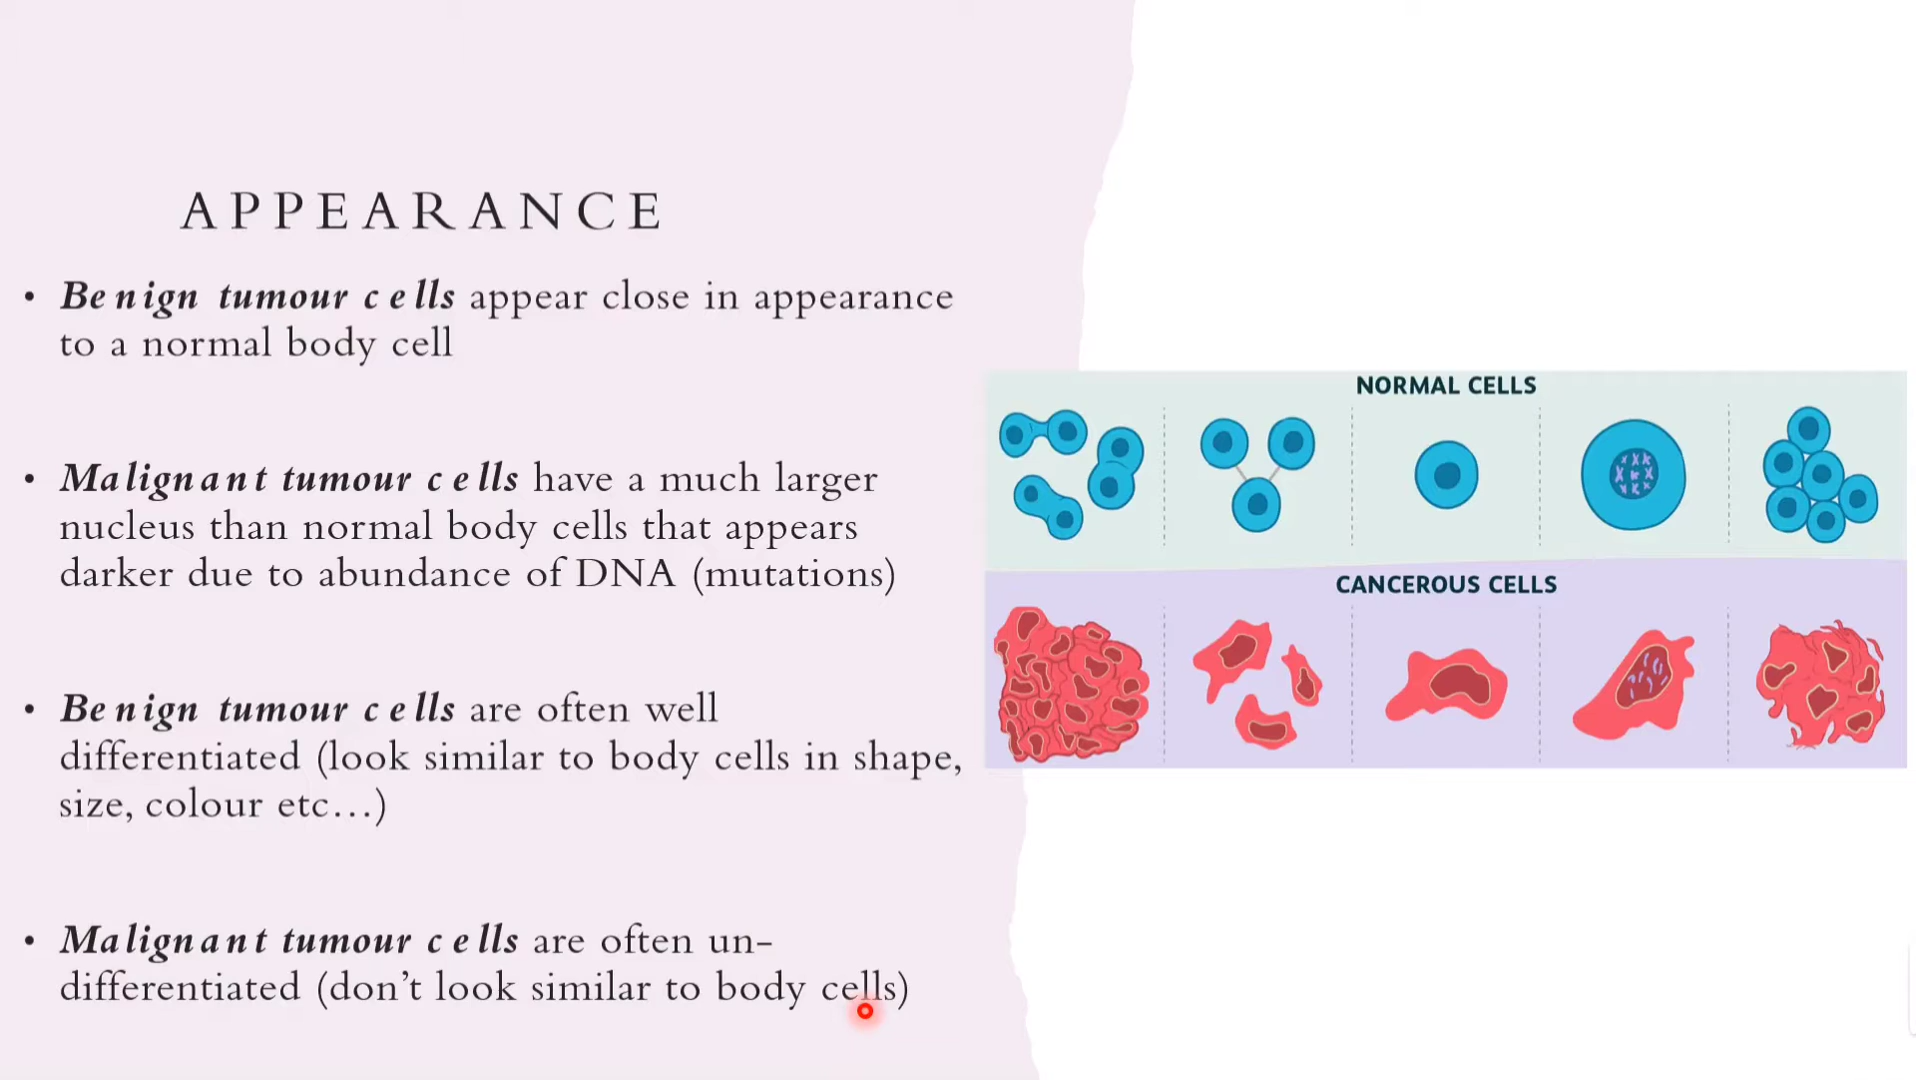 APPEARANCE
• Benign tumour cells appear close in appearance
to a normal body cell
• Malignant tumour cells have a much larger
nucleus than normal body cells that appears
darker due to abundance of DNA (mutations)
• Benign tumour cells are often well
differentiated (look similar to body cells in shape,
size, colour etc…)
• Malignant tumour cells are often un-
differentiated (don’t look similar to body cells)
NORMAL CELLS
CANCEROUS CELLS